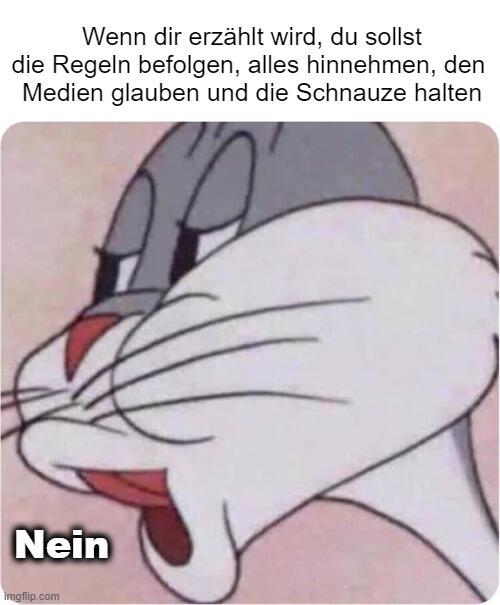 Wenn dir erzählt wird, du sollst
die Regeln befolgen, alles hinnehmen, den
Medien glauben und die Schnauze halten
Nein
imgflip.com